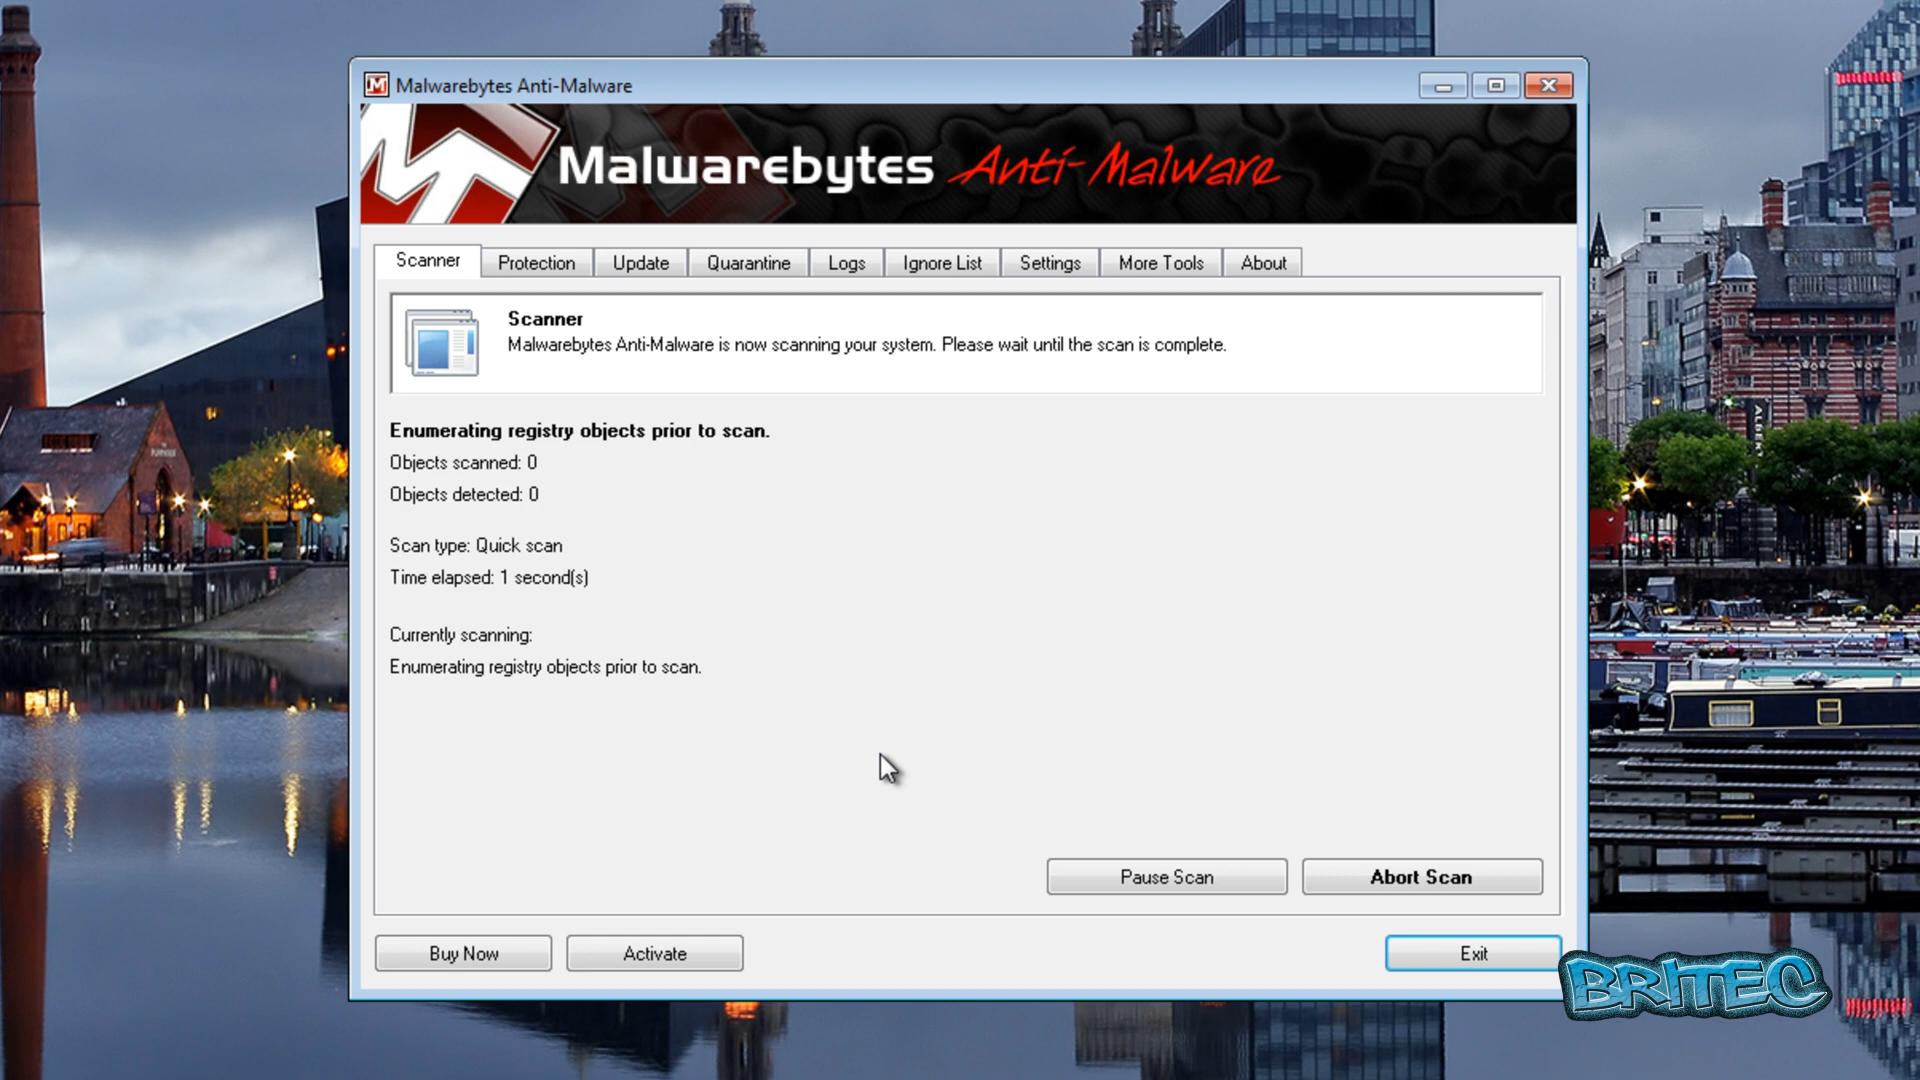 Malwarebytes Anti-Malware
Malwarebytes Anti-Malware
Scanner
Protection
Update
Quarantine
Logs
Ignore List
Settings
More Tools
About
Scanner
Malwarebytes Anti-Malware is now scanning your system. Please wait until the scan is complete.
Enumerating registry objects prior to scan.
Objects scanned: 0
Objects detected: 0
Scan type: Quick scan
Time elapsed: 1 second(s)
Currently scanning:
Enumerating registry objects prior to scan.
Pause Scan
Abort Scan
Buy Now
Activate
Exit
BRITEC